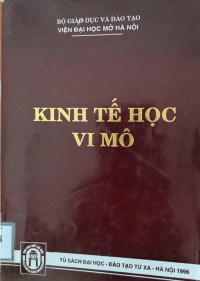 BỘ GIÁO DỤC VÀ ĐÀO TẠO
VIỆN ĐẠI HỌC MỞ HÀ NỘI
KINH TẾ HỌC
VI MÔ
TỦ SÁCH ĐẠI HỌC - ĐÀO TẠO TỪ XA - HÀ NỘI 1996